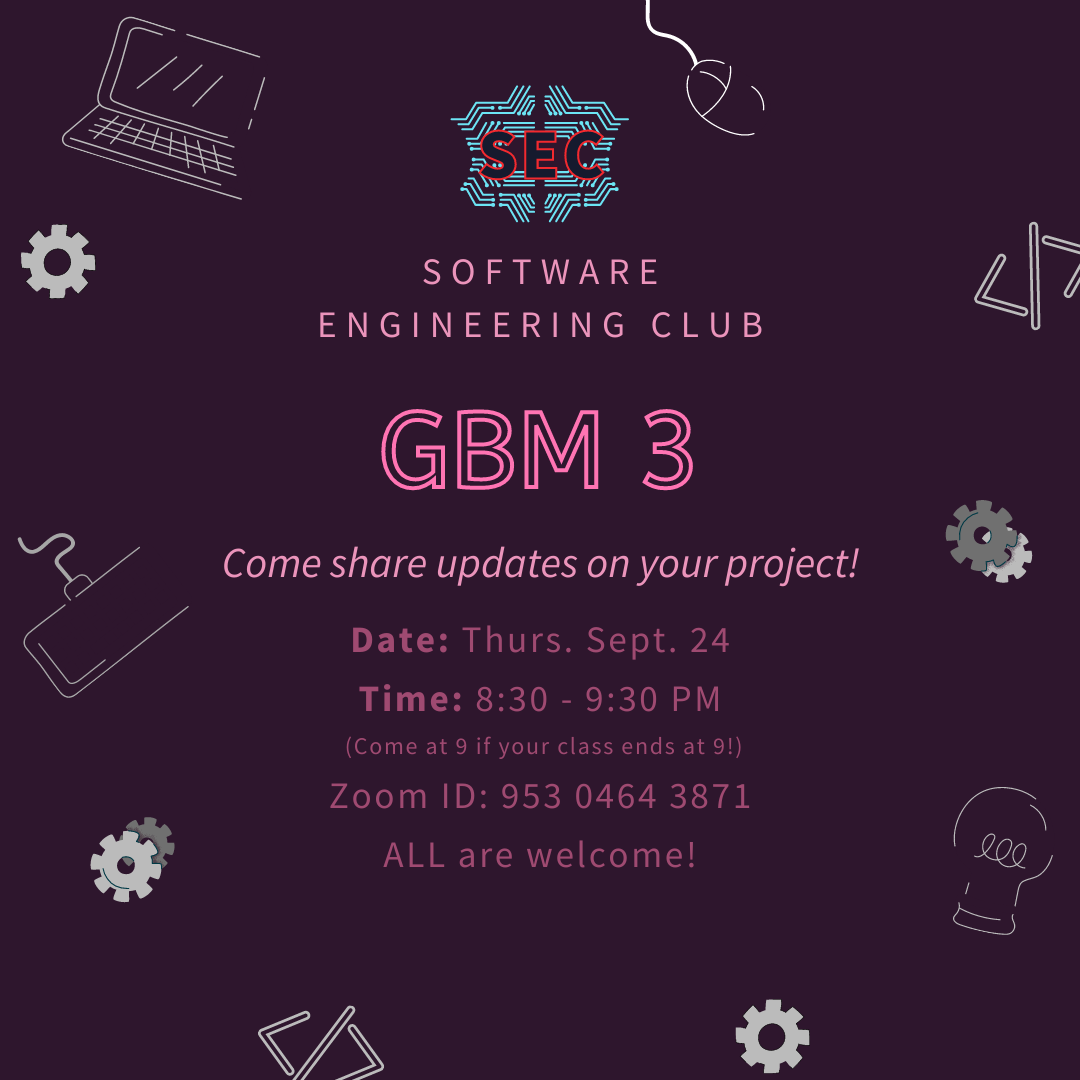 SEC
SOFTWARE
ENGINEERING CLUB
GBM 3
Come share updates on your project!
Date: Thurs. Sept. 24
Time: 8:30 - 9:30 PM
(Come at 9 if your class ends at 9!)
Zoom ID: 953 0464 3871
ALL are welcome!